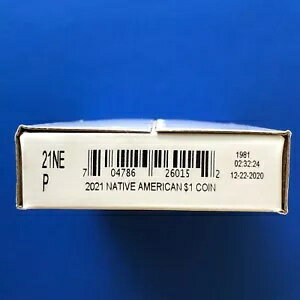 21NE
P
7 04786 26015 2
2021 NATIVE AMERICAN $1 COIN
1981
02:32:24
12-22-2020